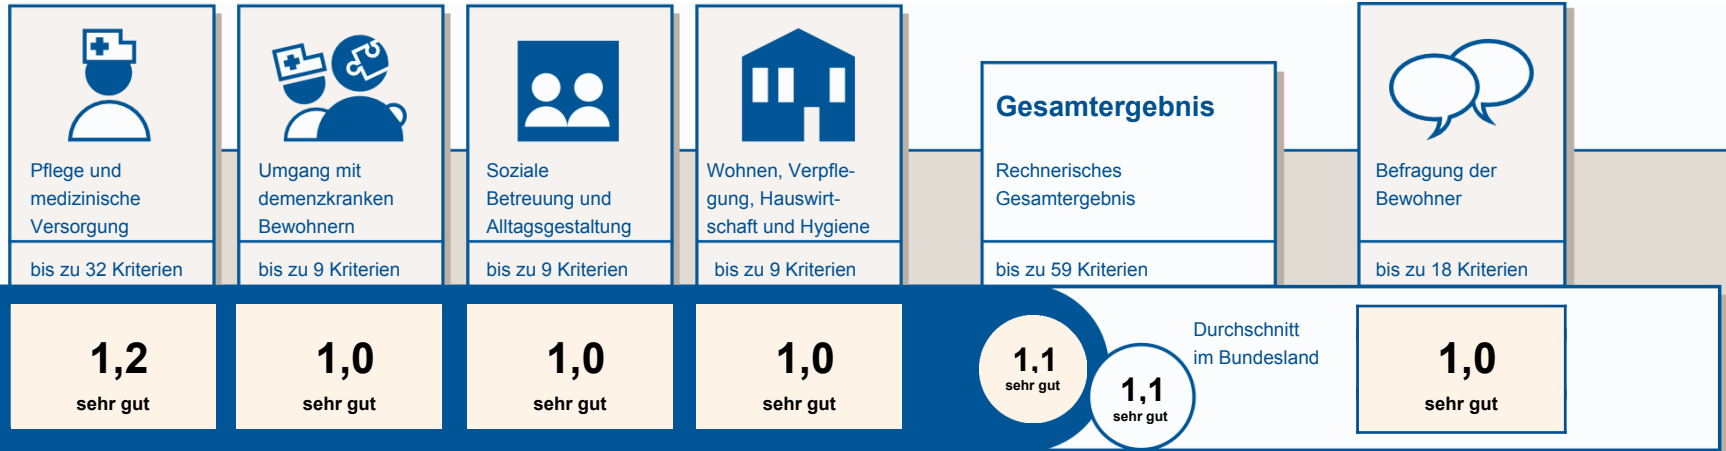 Pflege und
medizinische
Versorgung
bis zu 32 Kriterien
1,2
sehr gut
Umgang mit
demenzkranken
Bewohnern
bis zu 9 Kriterien
1,0
sehr gut
Soziale
Betreuung und
Alltagsgestaltung
bis zu 9 Kriterien
1,0
sehr gut
Wohnen, Verpfle-
gung, Hauswirt-
schaft und Hygiene
bis zu 9 Kriterien
1,0
sehr gut
Gesamtergebnis
Rechnerisches
Gesamtergebnis
bis zu 59 Kriterien
1,1
sehr gut
Durchschnitt
im Bundesland
1,1
sehr gut
Befragung der
Bewohner
bis zu 18 Kriterien
1,0
sehr gut